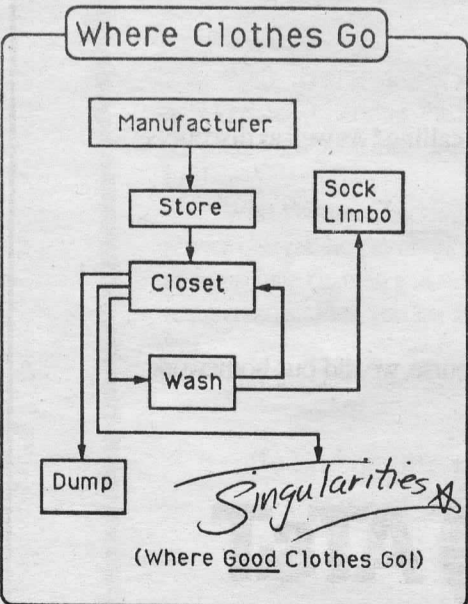 Where Clothes Go
Manufacturer
Store
Sock
Limbo
Closet
Wash
Dump
Singularities
(Where Good Clothes Go!)